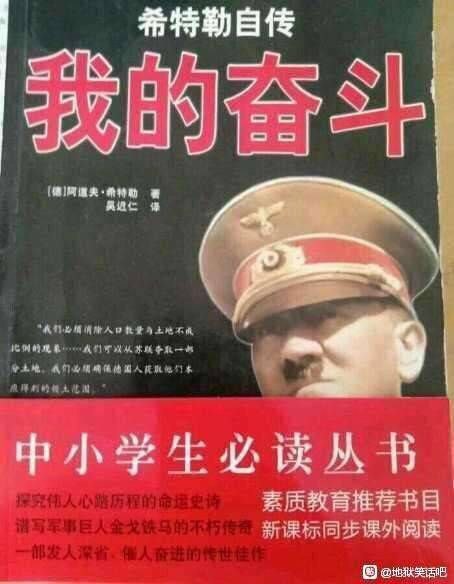 希特勒自传
我的奋斗
[德]阿道夫·希特勒 著
吴迟仁 译
"我们必须消除人口数量与土地不成
比例的现象……我们可以从苏联夺取一部
分土地。我们必须确保德国人获取他们本
应得到的领土范围。"
中小学生必读丛书
探究伟人心路历程的命运史诗
谱写军事巨人金戈铁马的不朽传奇
一部发人深省、催人奋进的传世佳作
素质教育推荐书目
新课标同步课外阅读
@地狱笑话吧